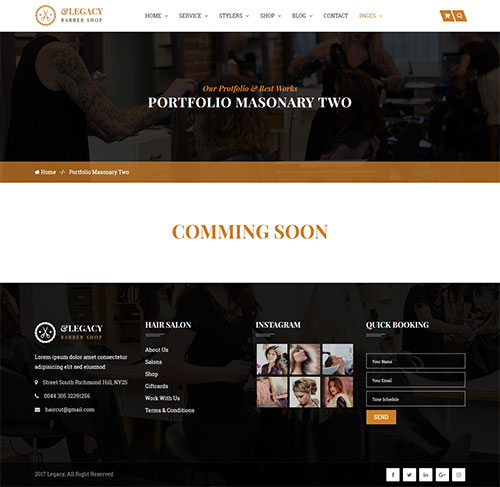 &LEGACY
BARBER SHOP
HOME SERVICE STYLERS SHOP BLOG CONTACT PAGES
Our Protfolio & Best Works
PORTFOLIO MASONARY TWO
Home -/- Portfolio Masonary Two
COMMING SOON
&LEGACY
BARBER SHOP
Lorem ipsum dolor amet consectetur
adipisicing elit sed eiusmod
Street South Richmond Hill, NY25
0044 305 32391256
haircut@gmail.com
HAIR SALON
About Us
Salons
Shop
Giftcards
Work With Us
Terms & Conditions
INSTAGRAM
QUICK BOOKING
Your Name
Your Email
Time Schedule
SEND
2017 Legacy, All Right Reserved